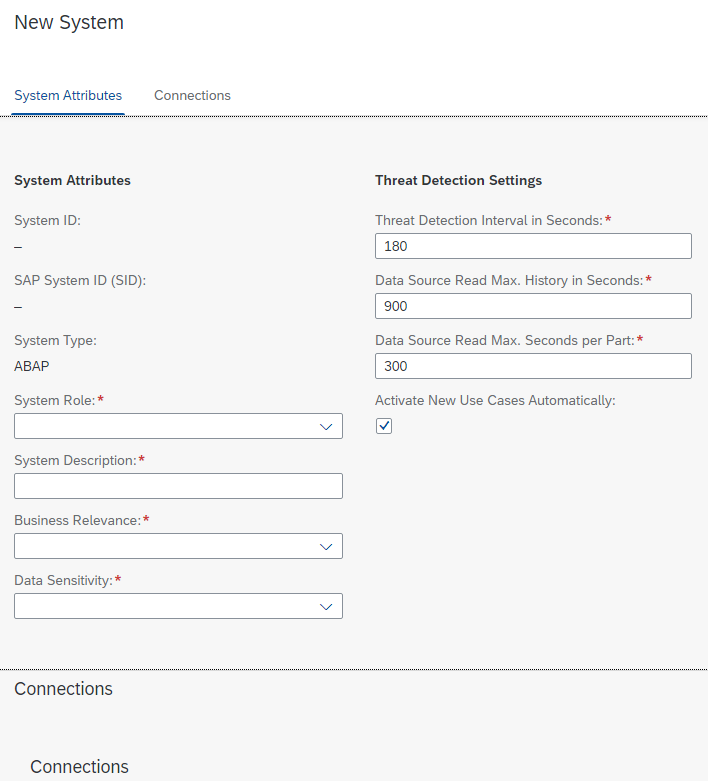 New System
System Attributes Connections
System Attributes
System ID:
–
SAP System ID (SID):
–
System Type:
ABAP
System Role:*
System Description:*
Business Relevance:*
Data Sensitivity:*
Threat Detection Settings
Threat Detection Interval in Seconds:*
180
Data Source Read Max. History in Seconds:*
900
Data Source Read Max. Seconds per Part:*
300
Activate New Use Cases Automatically:
Connections
Connections